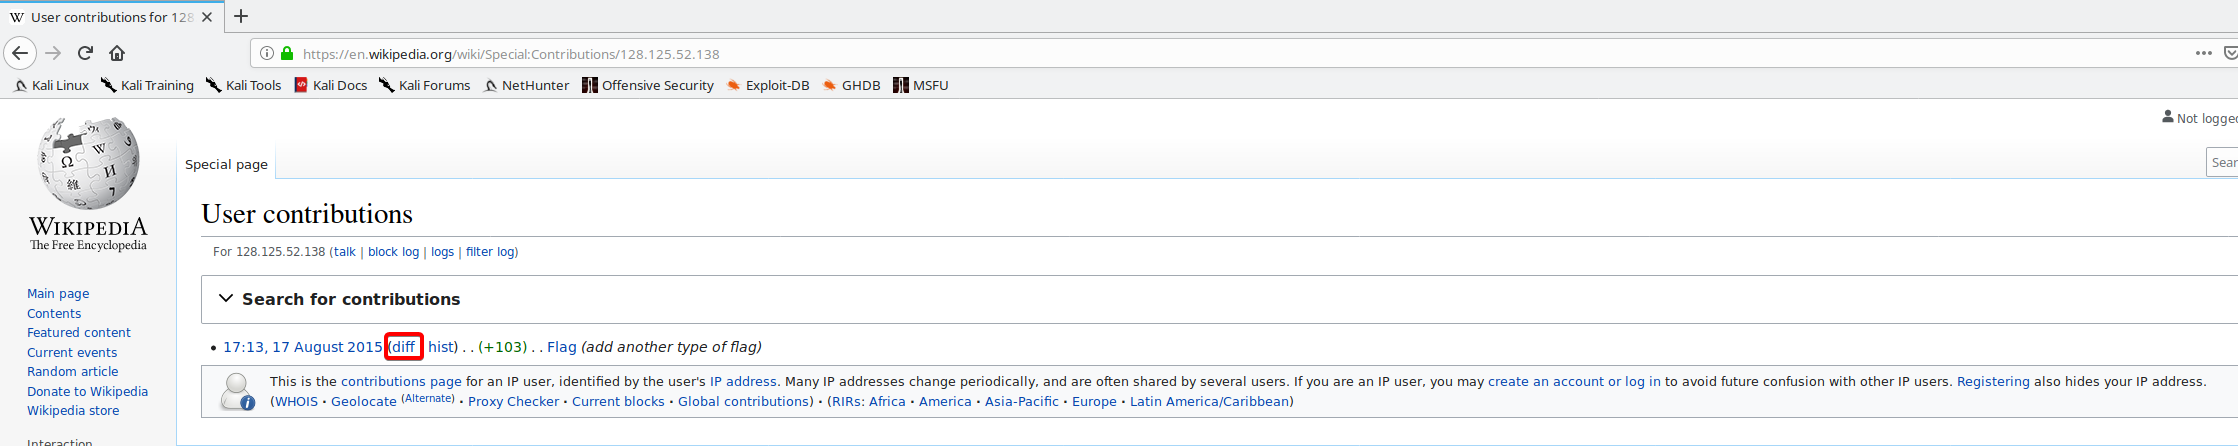 User contributions for 128
https://en.wikipedia.org/wiki/Special:Contributions/128.125.52.138
Kali Linux Kali Training Kali Tools Kali Docs Kali Forums NetHunter Offensive Security Exploit-DB GHDB MSFU
Not logged
Special page
Sear
WIKIPEDIA
The Free Encyclopedia
User contributions
For 128.125.52.138 (talk | block log | logs | filter log)
Main page
Contents
Featured content
Current events
Random article
Donate to Wikipedia
Wikipedia store
Interaction
Search for contributions
• 17:13, 17 August 2015 (diff hist) . . (+103) . . Flag (add another type of flag)
This is the contributions page for an IP user, identified by the user's IP address. Many IP addresses change periodically, and are often shared by several users. If you are an IP user, you may create an account or log in to avoid future confusion with other IP users. Registering also hides your IP address.
(WHOIS · Geolocate (Alternate) · Proxy Checker · Current blocks · Global contributions) · (RIRs: Africa · America · Asia-Pacific · Europe · Latin America/Caribbean)